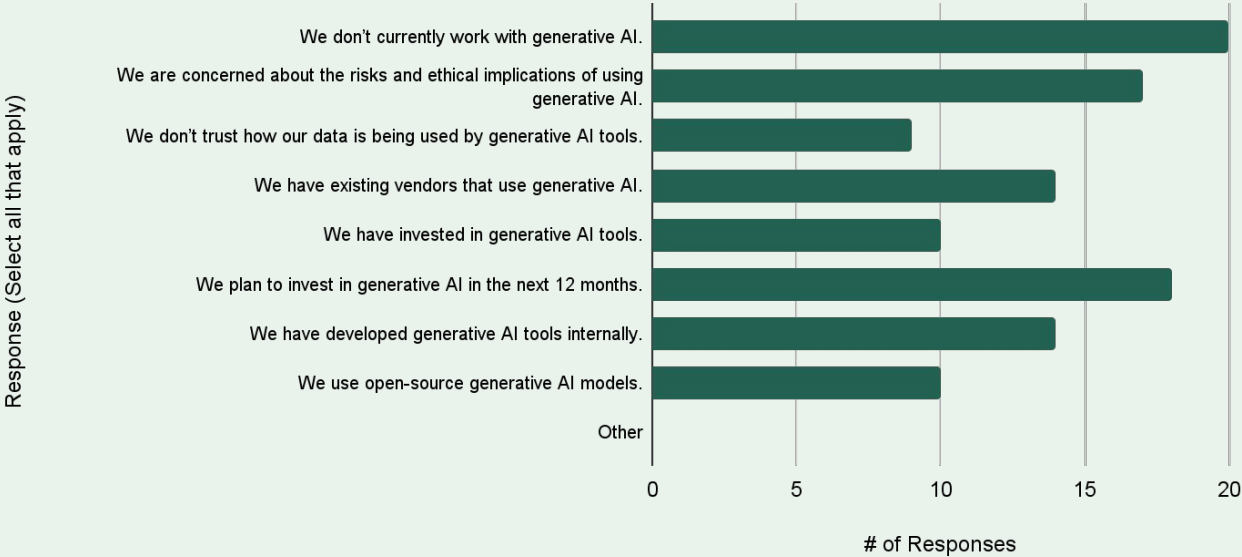 We don't currently work with generative AI.
We are concerned about the risks and ethical implications of using
generative AI.
We don't trust how our data is being used by generative AI tools.
We have existing vendors that use generative AI.
We have invested in generative AI tools.
We plan to invest in generative AI in the next 12 months.
We have developed generative AI tools internally.
We use open-source generative AI models.
Other
Response (Select all that apply)
0 5 10 15 20
# of Responses